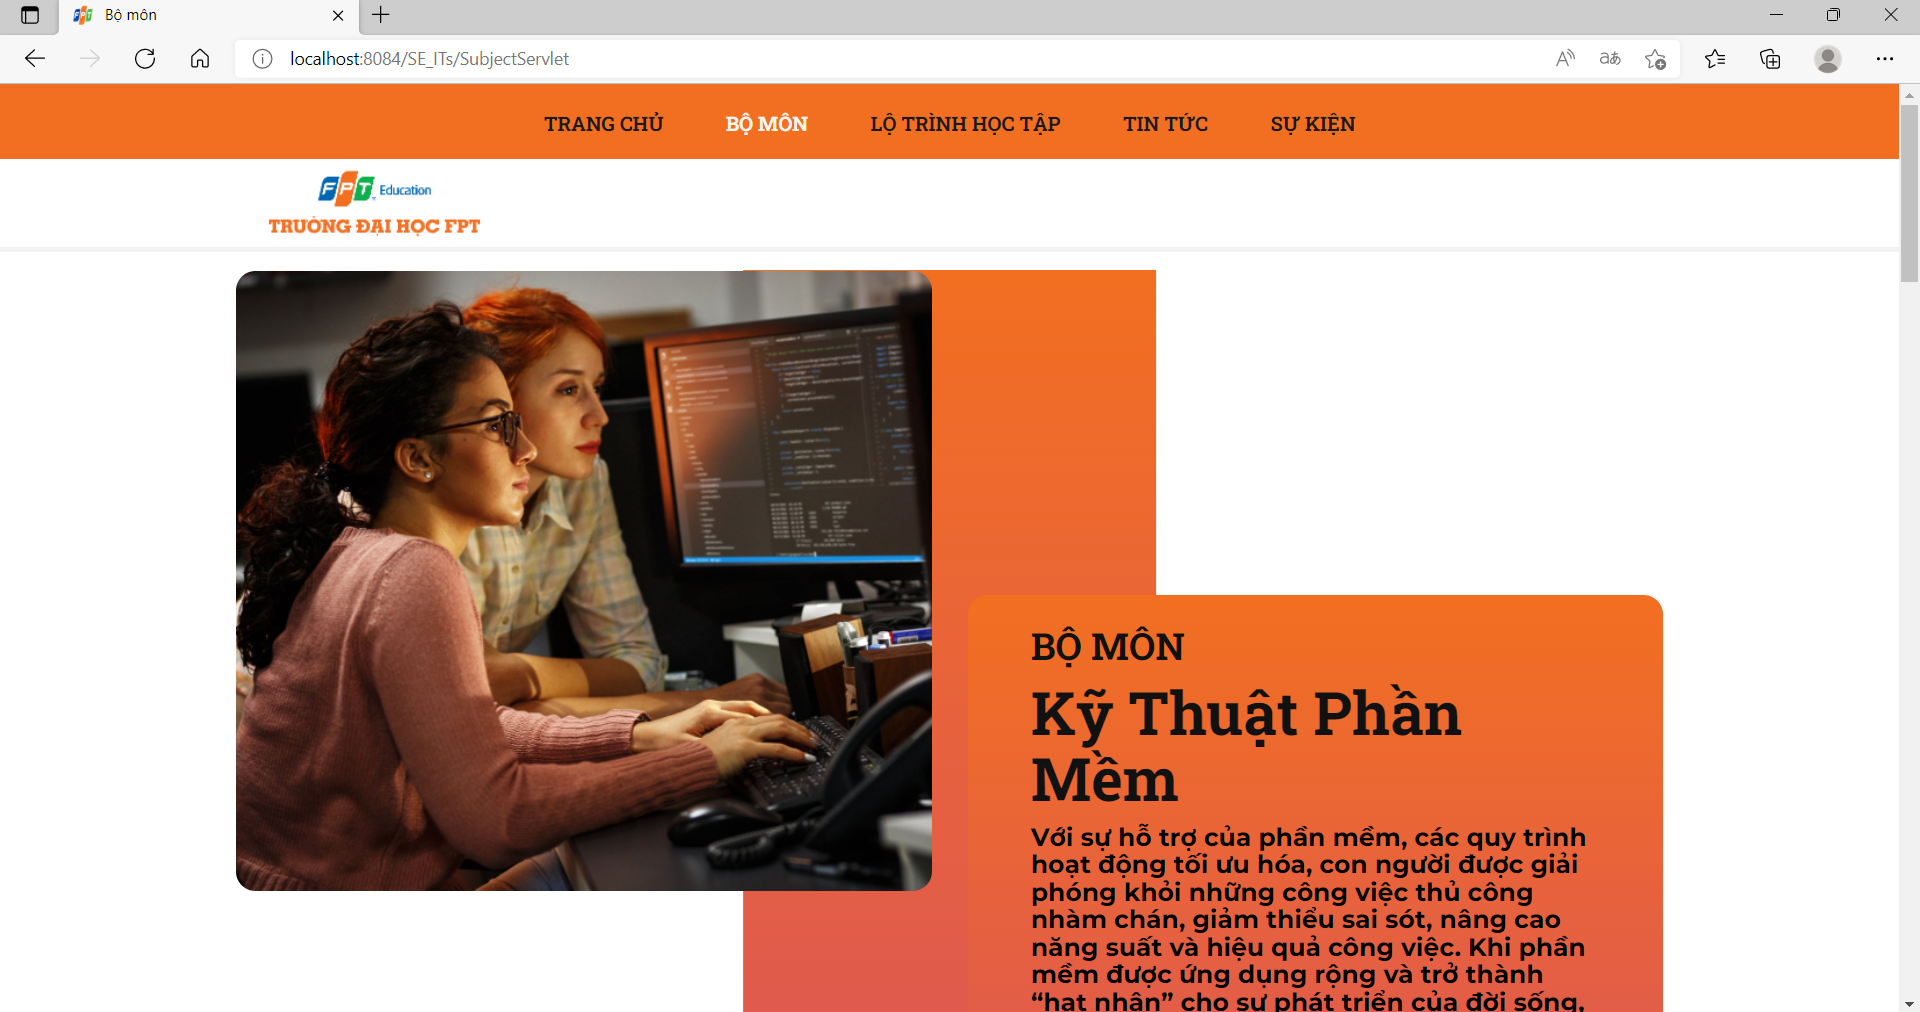 Bộ môn
localhost:8084/SE_ITs/SubjectServlet
TRANG CHỦ BỘ MÔN LỘ TRÌNH HỌC TẬP TIN TỨC SỰ KIỆN
FPT Education
TRƯỜNG ĐẠI HỌC FPT
BỘ MÔN
Kỹ Thuật Phần
Mềm
Với sự hỗ trợ của phần mềm, các quy trình
hoạt động tối ưu hóa, con người được giải
phóng khỏi những công việc thủ công
nhàm chán, giảm thiểu sai sót, nâng cao
năng suất và hiệu quả công việc. Khi phần
mềm được ứng dụng rộng và trở thành
“hạt nhân” cho sự phát triển của đời sống,